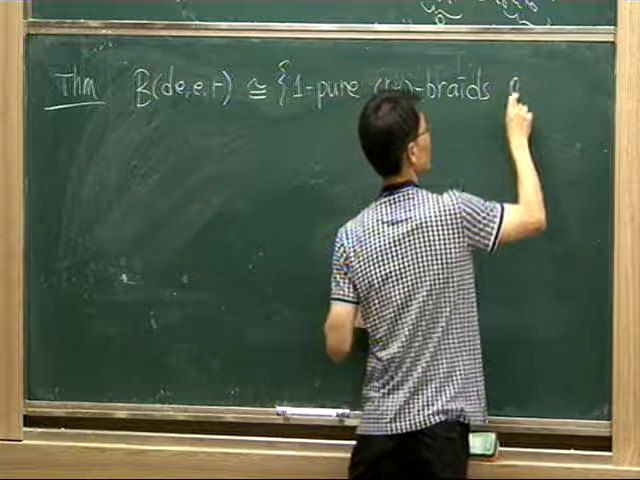 Thm B(de,e,r) ≅ { 1-pure -braids